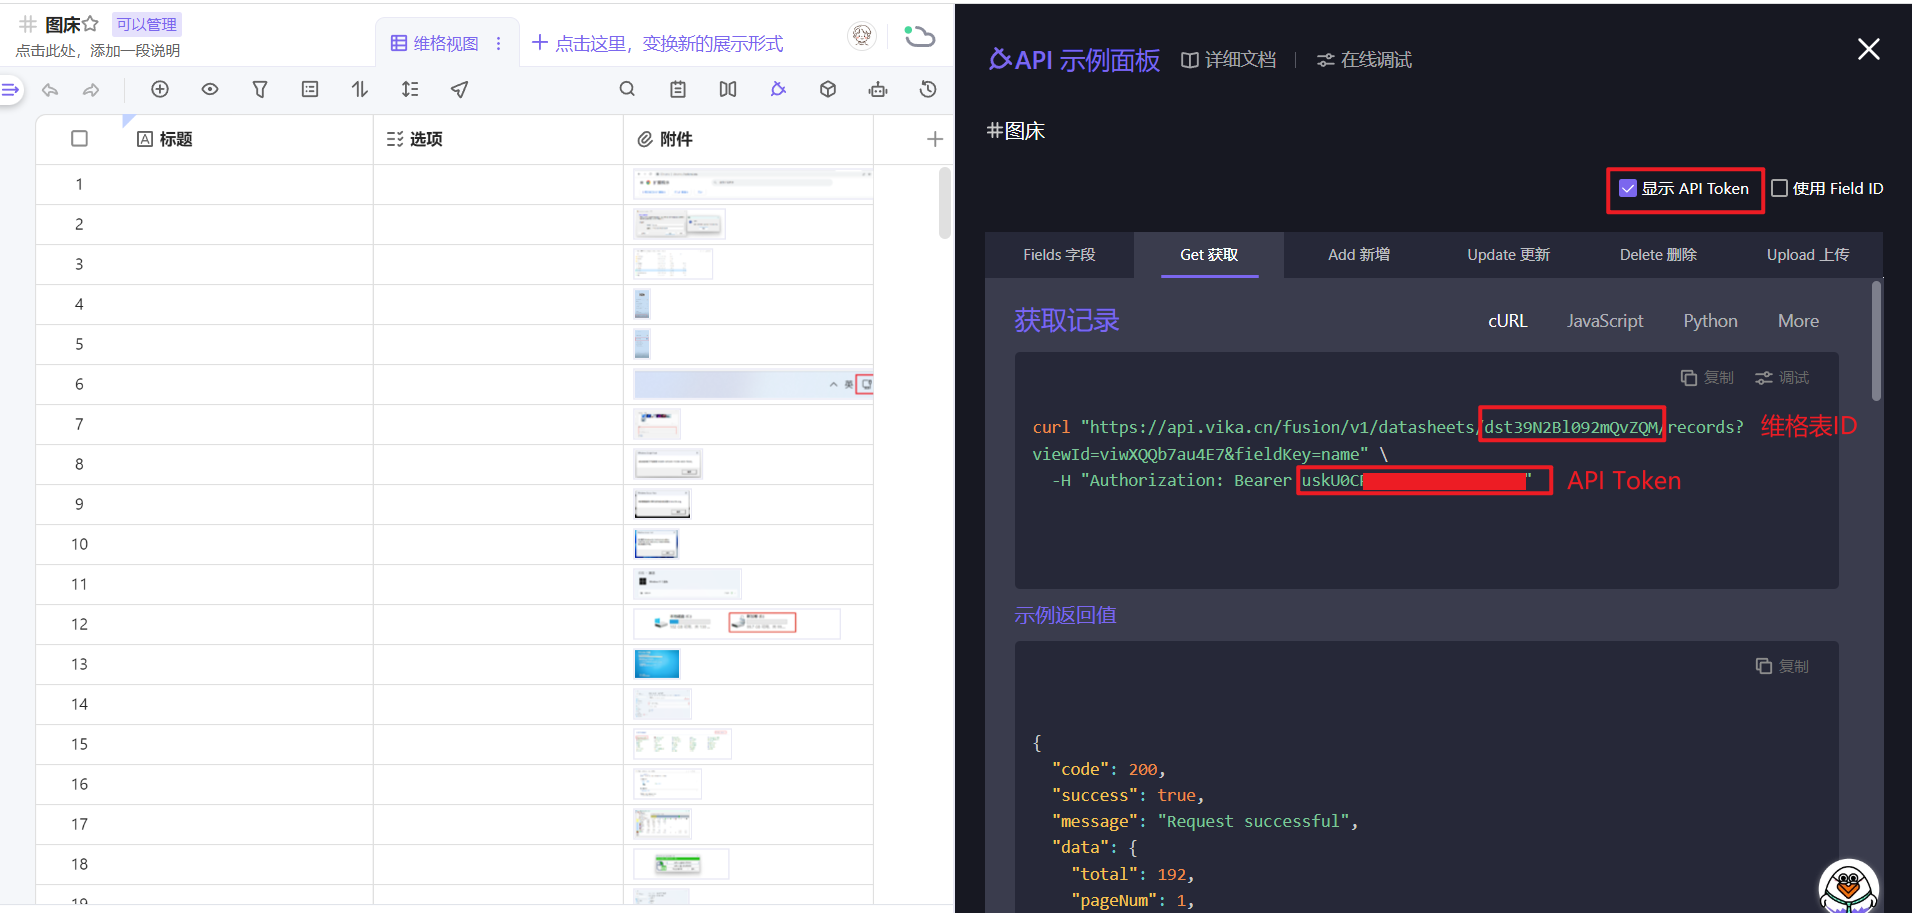 图床 可以管理
点击此处，添加一段说明
维格视图
点击这里，变换新的展示形式
标题 选项 附件
1
2
3
4
5
6
英
7
8
9
10
11
12
13
14
15
16
17
18
API 示例面板 详细文档 在线调试
图床
显示 API Token 使用 Field ID
Fields 字段 Get 获取 Add 新增 Update 更新 Delete 删除 Upload 上传
获取记录 cURL JavaScript Python More
复制 调试
curl "https://api.vika.cn/fusion/v1/datasheets/dst39N2Bl092mQvZQM/records? 维格表ID
viewId=viwXQQb7au4E7&fieldKey=name" \
-H "Authorization: Bearer uskU0C " API Token
示例返回值
复制
{
"code": 200,
"success": true,
"message": "Request successful",
"data": {
"total": 192,
"pageNum": 1,